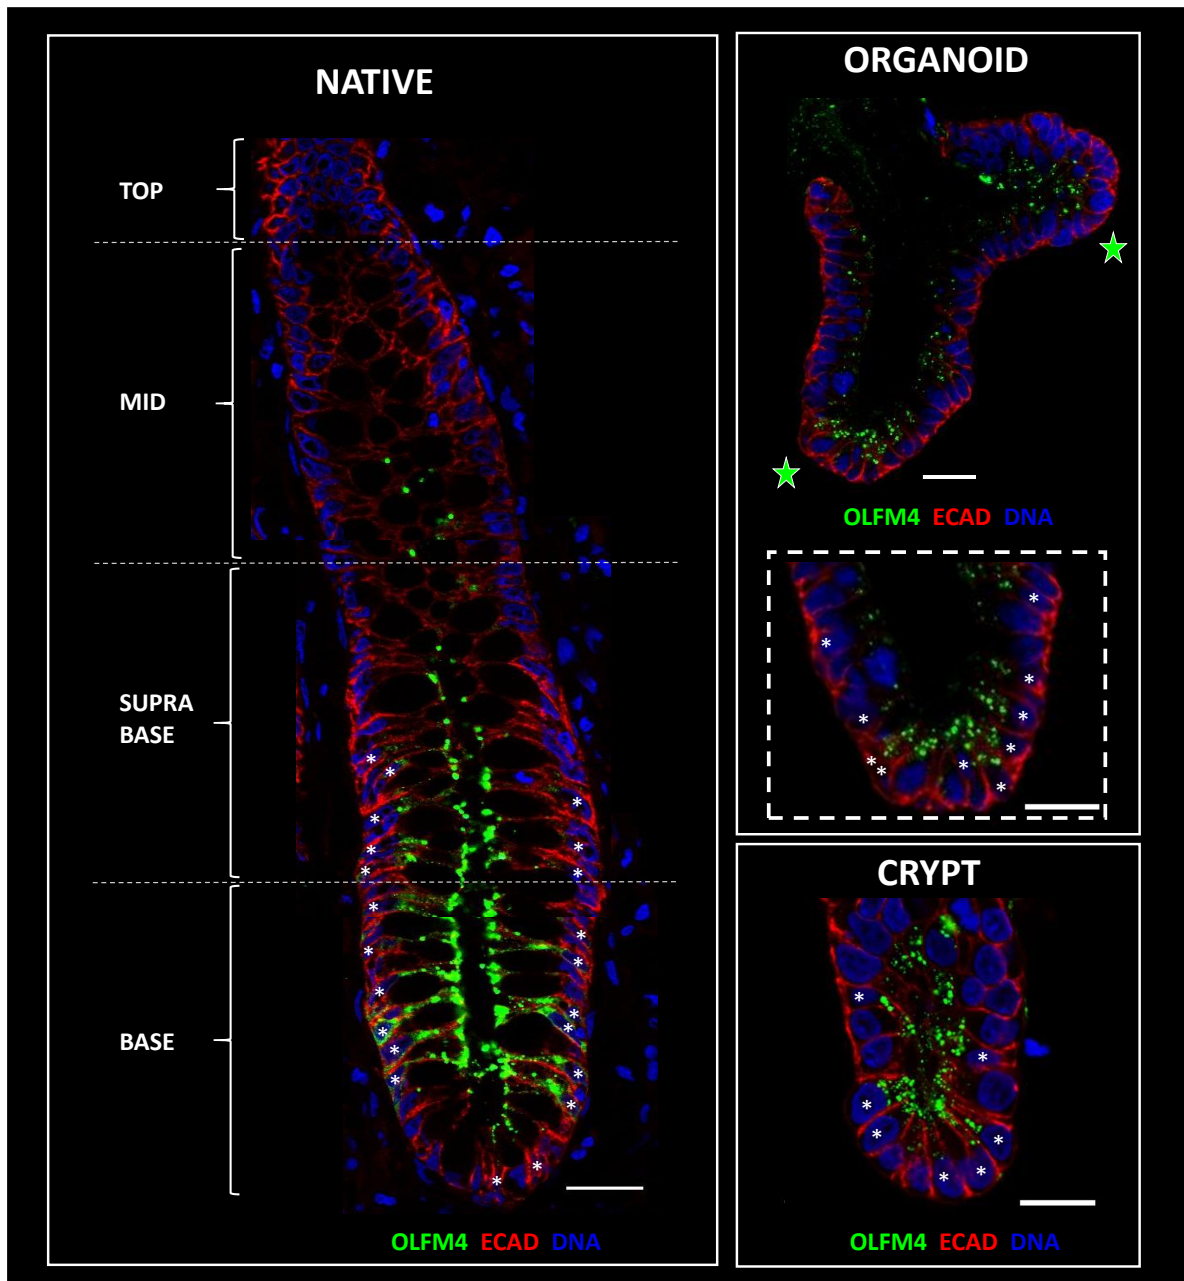 NATIVE
TOP
MID
SUPRA
BASE
BASE
OLFM4 ECAD DNA
ORGANOID
OLFM4 ECAD DNA
CRYPT
OLFM4 ECAD DNA